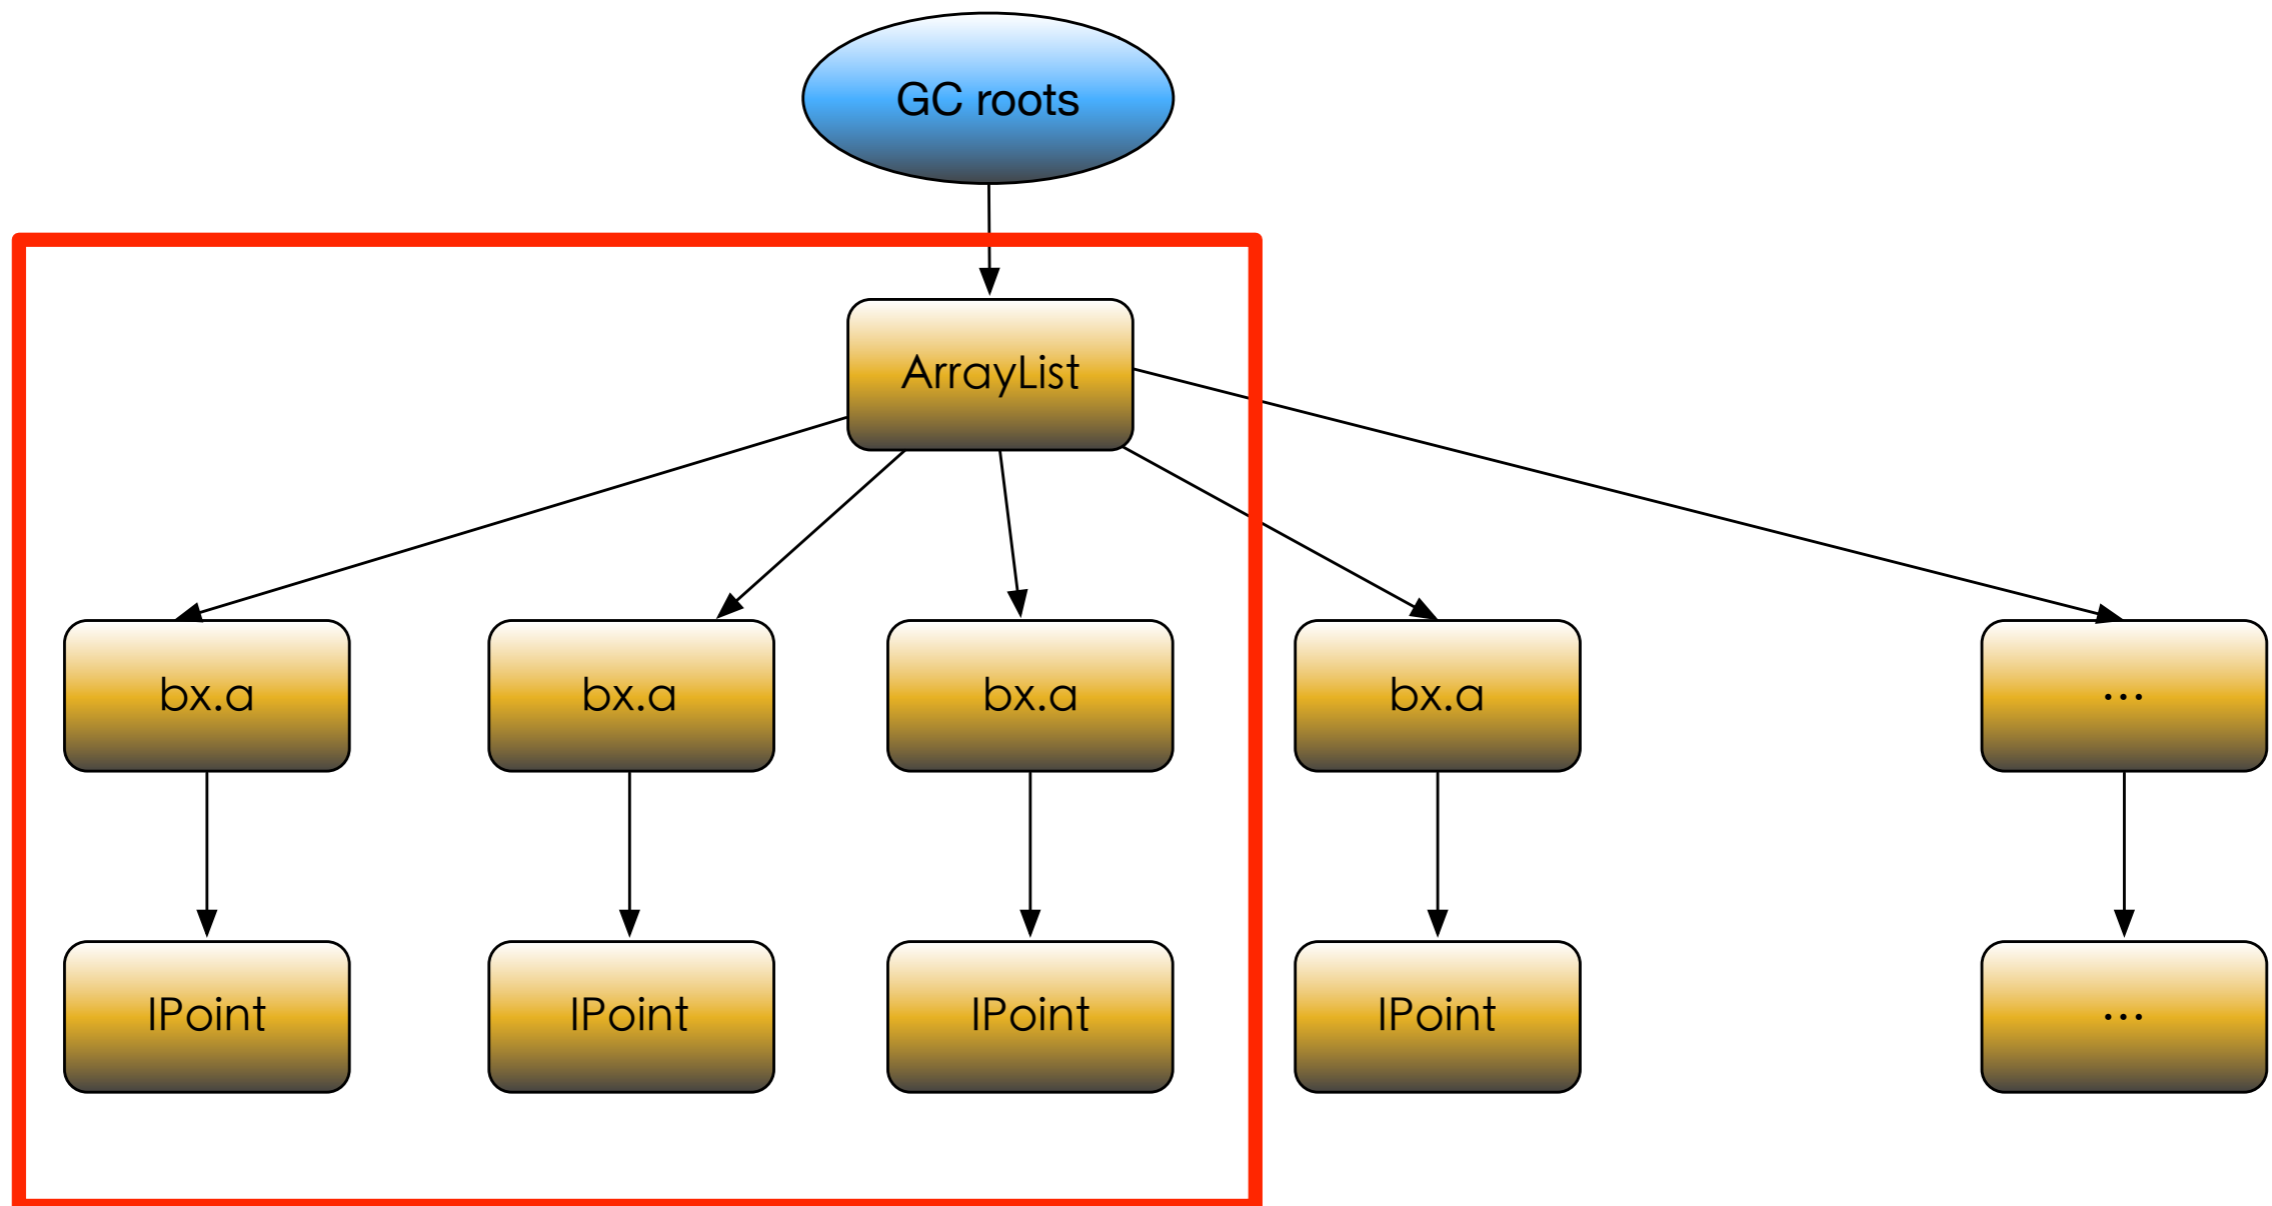 GC roots
ArrayList
bx.a
bx.a
bx.a
bx.a
...
IPoint
IPoint
IPoint
IPoint
...